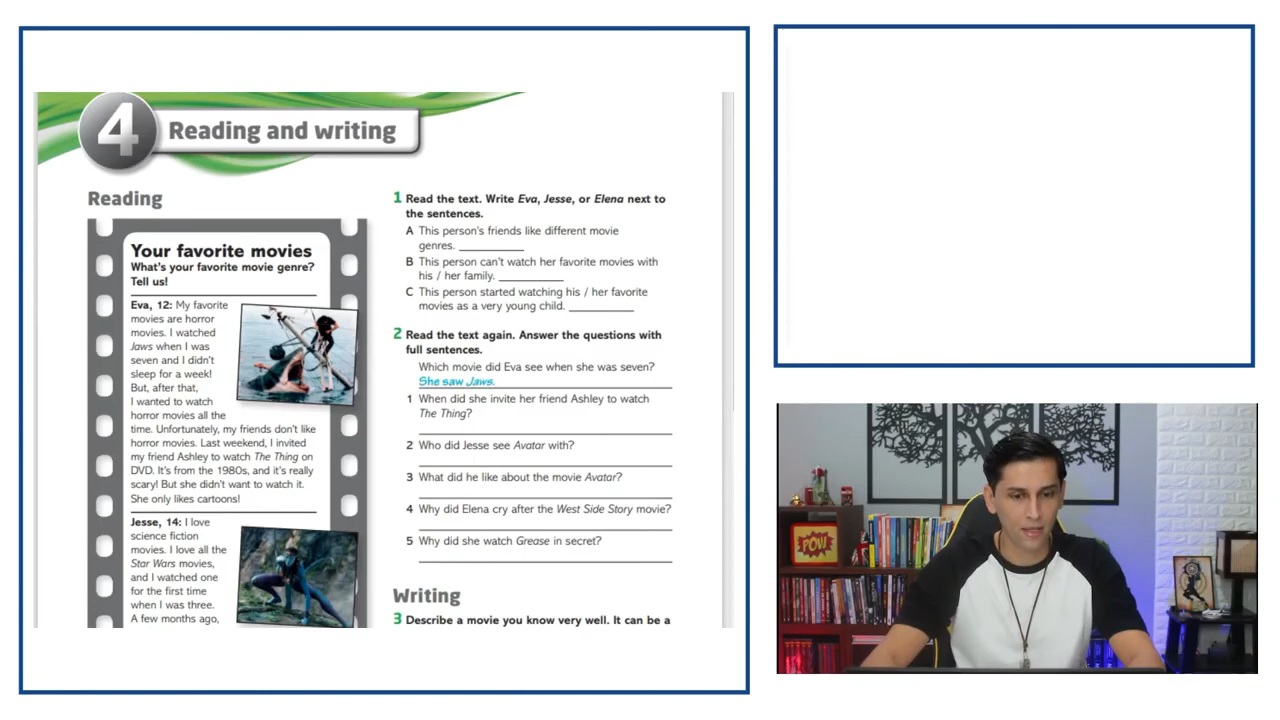 4
Reading and writing
Reading
Your favorite movies
What's your favorite movie genre?
Tell us!
Eva, 12: My favorite
movies are horror
movies. I watched
Jaws when I was
seven and I didn't
sleep for a week!
But, after that,
I wanted to watch
horror movies all the
time. Unfortunately, my friends don't like
horror movies. Last weekend, I invited
my friend Ashley to watch The Thing on
DVD. It's from the 1980s, and it's really
scary! But she didn't want to watch it.
She only likes cartoons!
Jesse, 14: I love
science fiction
movies. I love all the
Star Wars movies,
and I watched one
for the first time
when I was three.
A few months ago,
1 Read the text. Write Eva, Jesse, or Elena next to
the sentences.
A This person's friends like different movie
genres.
B This person can't watch her favorite movies with
his / her family.
C This person started watching his / her favorite
movies as a very young child.
2 Read the text again. Answer the questions with
full sentences.
Which movie did Eva see when she was seven?
She saw Jaws.
1 When did she invite her friend Ashley to watch
The Thing?
2 Who did Jesse see Avatar with?
3 What did he like about the movie Avatar?
4 Why did Elena cry after the West Side Story movie?
5 Why did she watch Grease in secret?
Writing
3 Describe a movie you know very well. It can be a
POW!